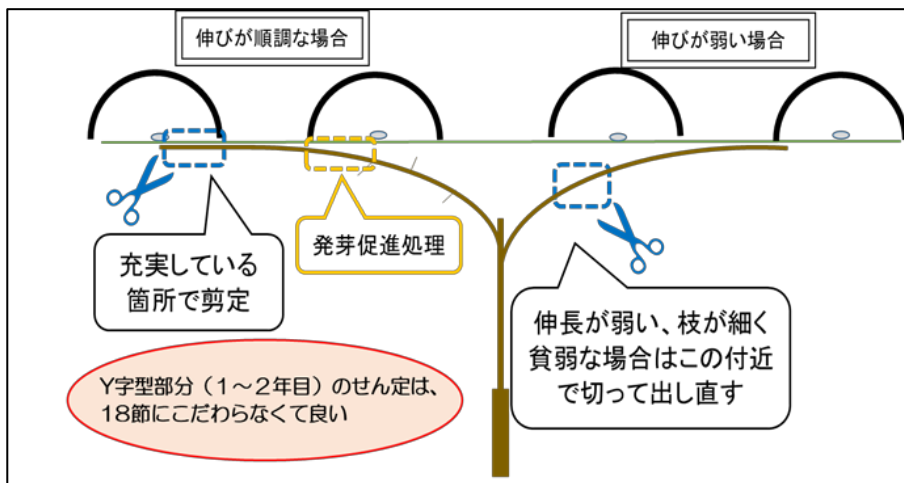 伸びが順調な場合
伸びが弱い場合
発芽促進処理
充実している
箇所で剪定
伸長が弱い、枝が細く
貧弱な場合はこの付近
で切って出し直す
Y字型部分（1～2年目）のせん定は、
18節にこだわらなくて良い